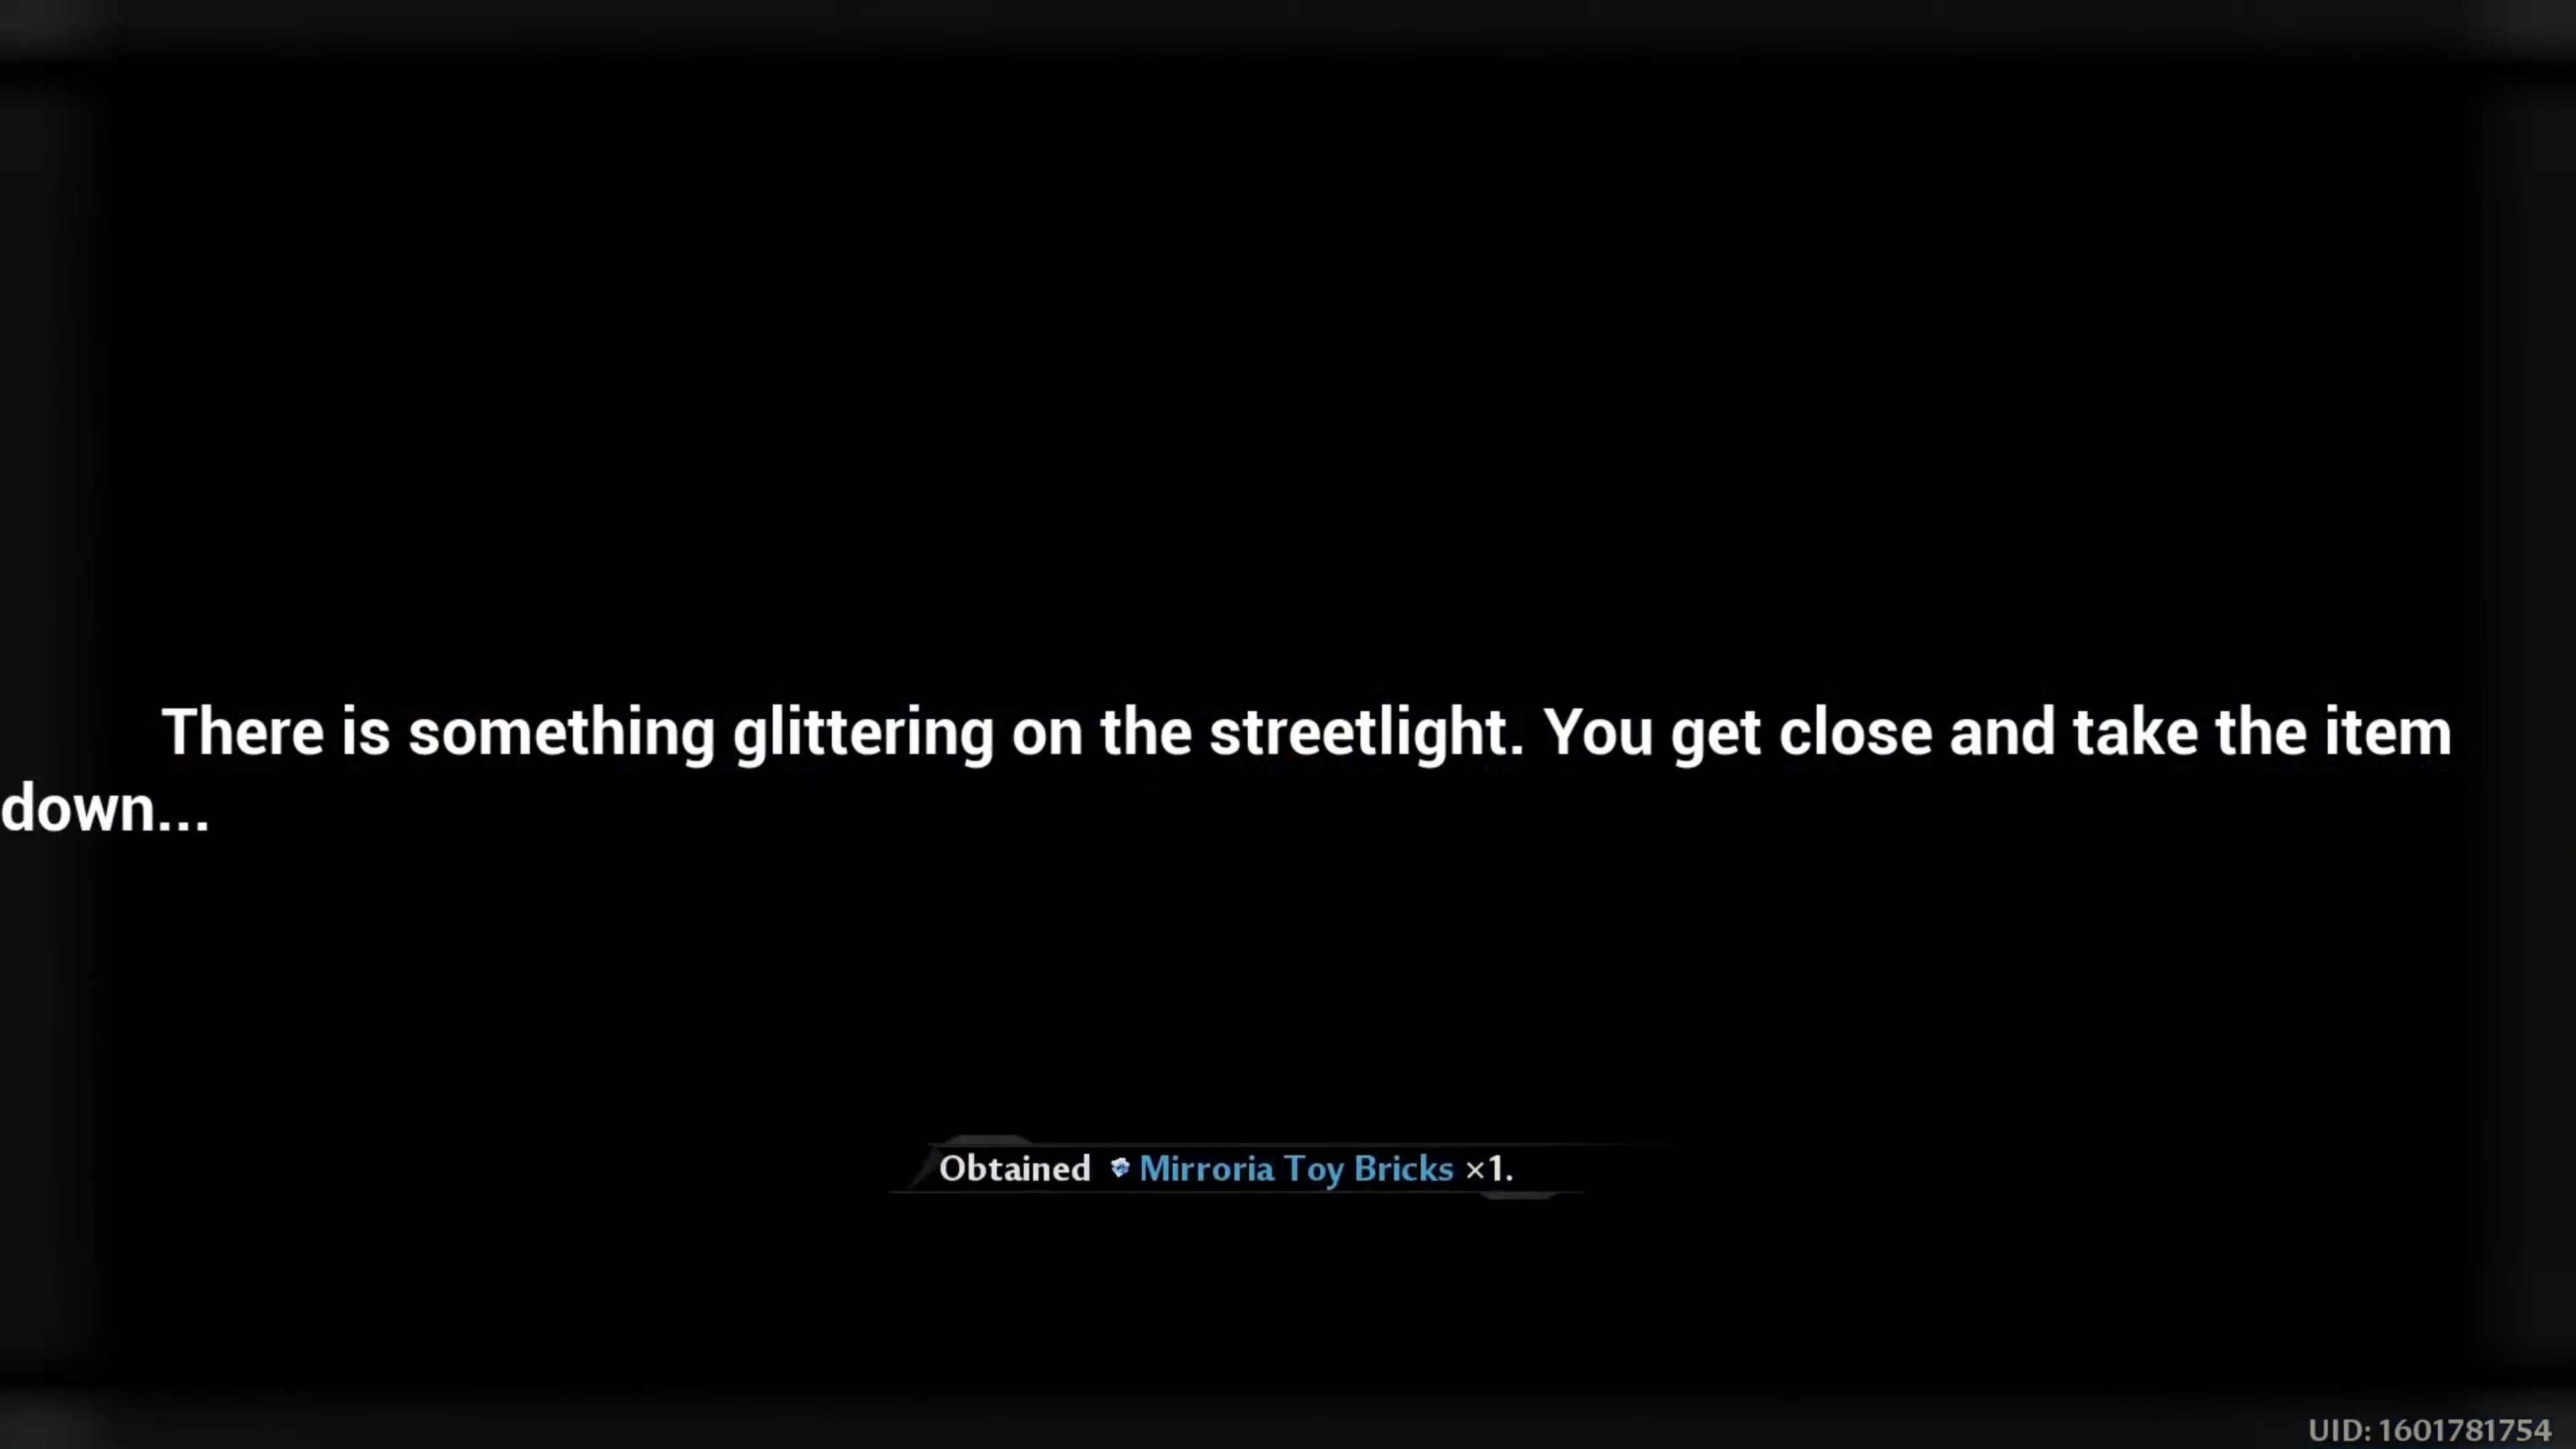 There is something glittering on the streetlight. You get close and take the item
down...
Obtained Mirroria Toy Bricks ×1.
UID: 1601781754